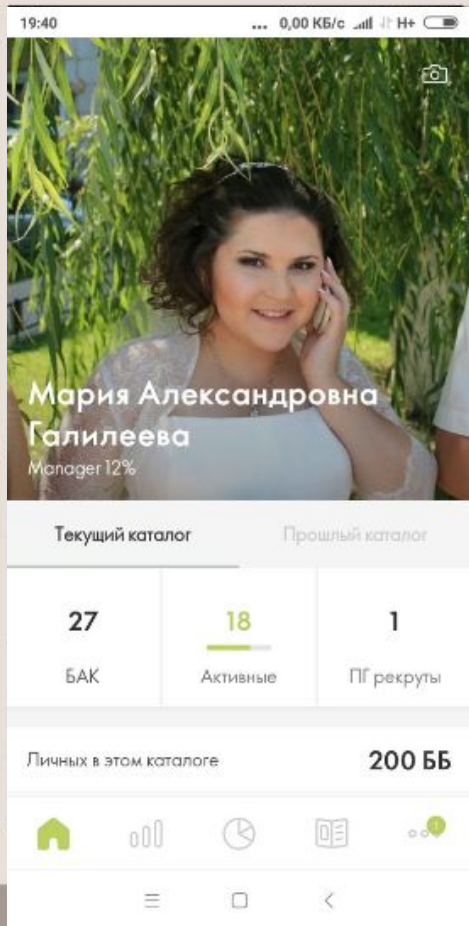 19:40
... 0,00 КБ/с H+
Мария Александровна
Галилеева
Manager 12%
Текущий каталог Прошлый каталог
27 18 1
БАК Активные ПГ рекруты
Личных в этом каталоге 200 ББ
1